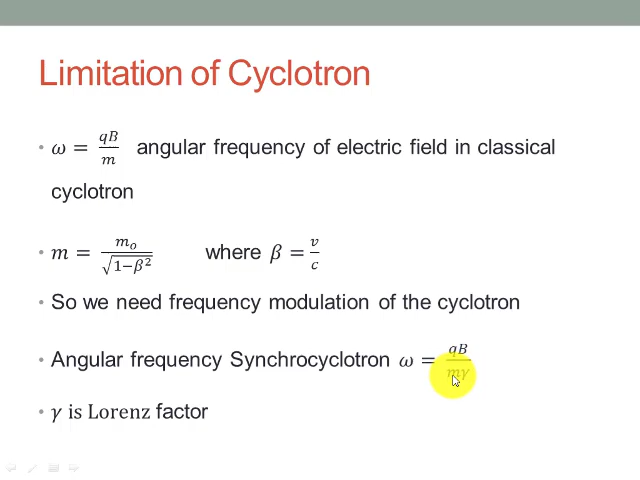 Limitation of Cyclotron
• ω = qB/m angular frequency of electric field in classical
cyclotron
• m = m₀/√(1−β²) where β = v/c
• So we need frequency modulation of the cyclotron
• Angular frequency Synchrocyclotron ω = qB/mγ
• γ is Lorenz factor